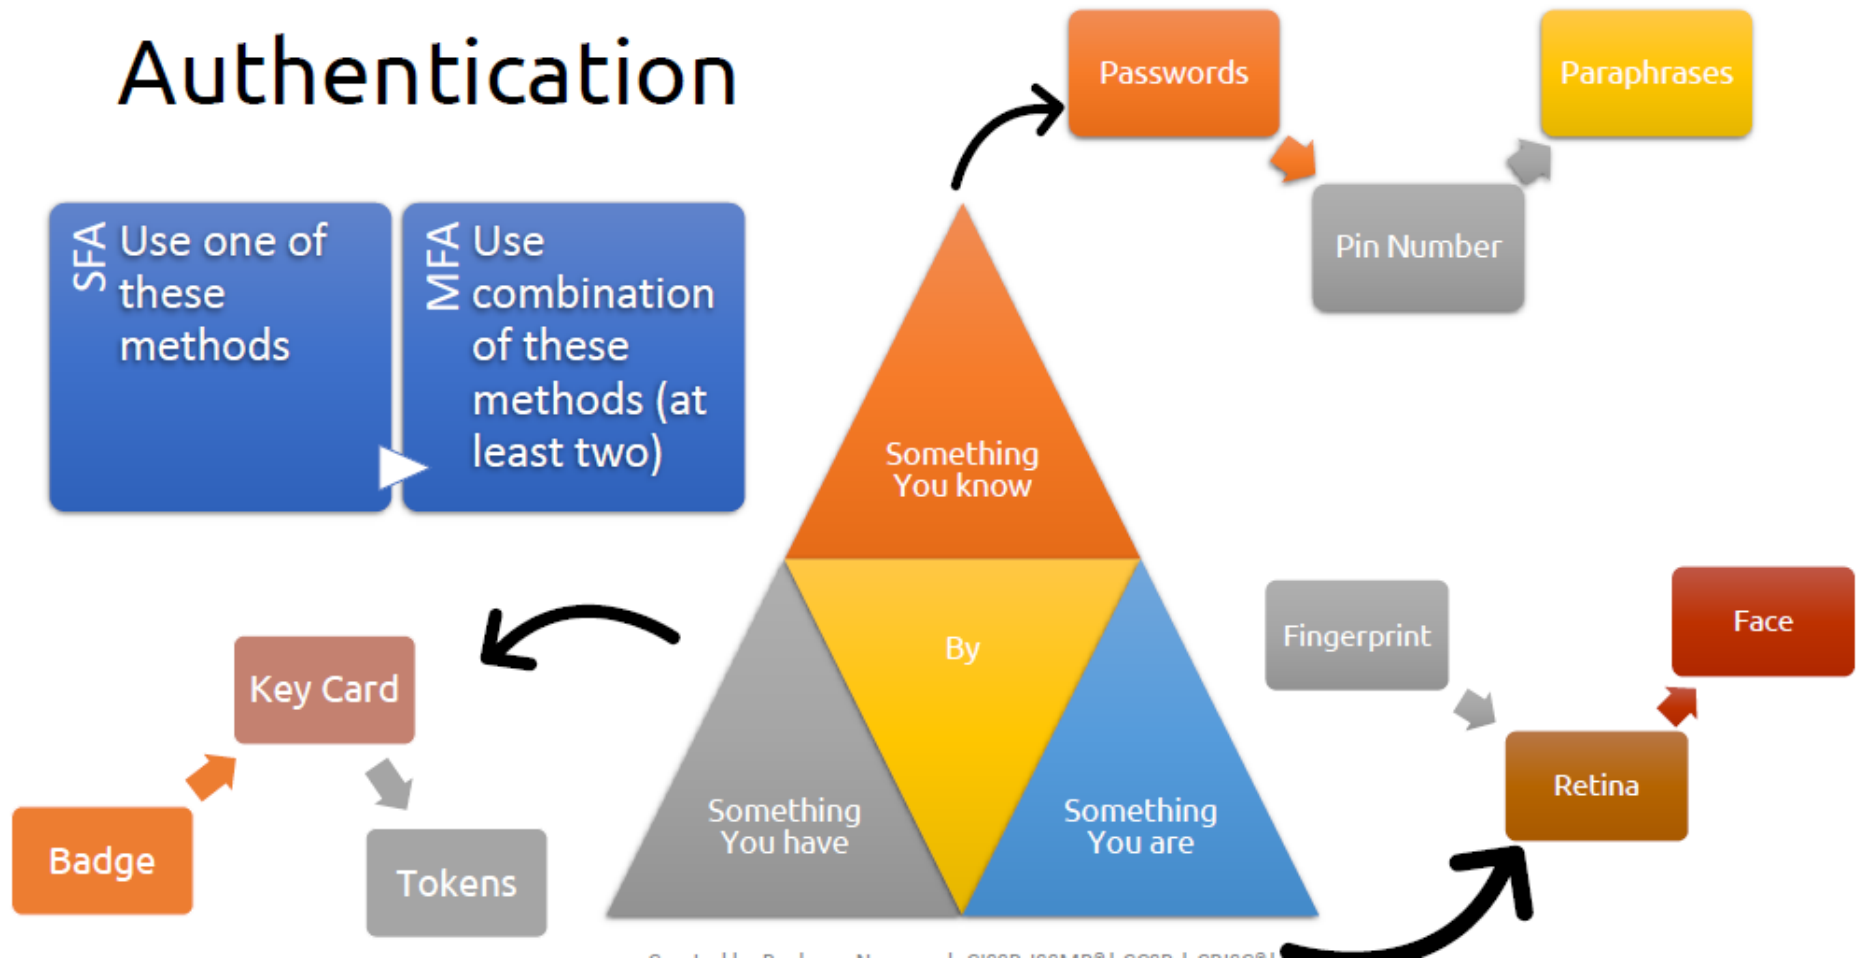 Authentication
SFA
Use one of
these
methods
MFA
Use
combination
of these
methods (at
least two)
Passwords
Pin Number
Paraphrases
Something
You know
By
Something
You have
Something
You are
Badge
Key Card
Tokens
Fingerprint
Retina
Face